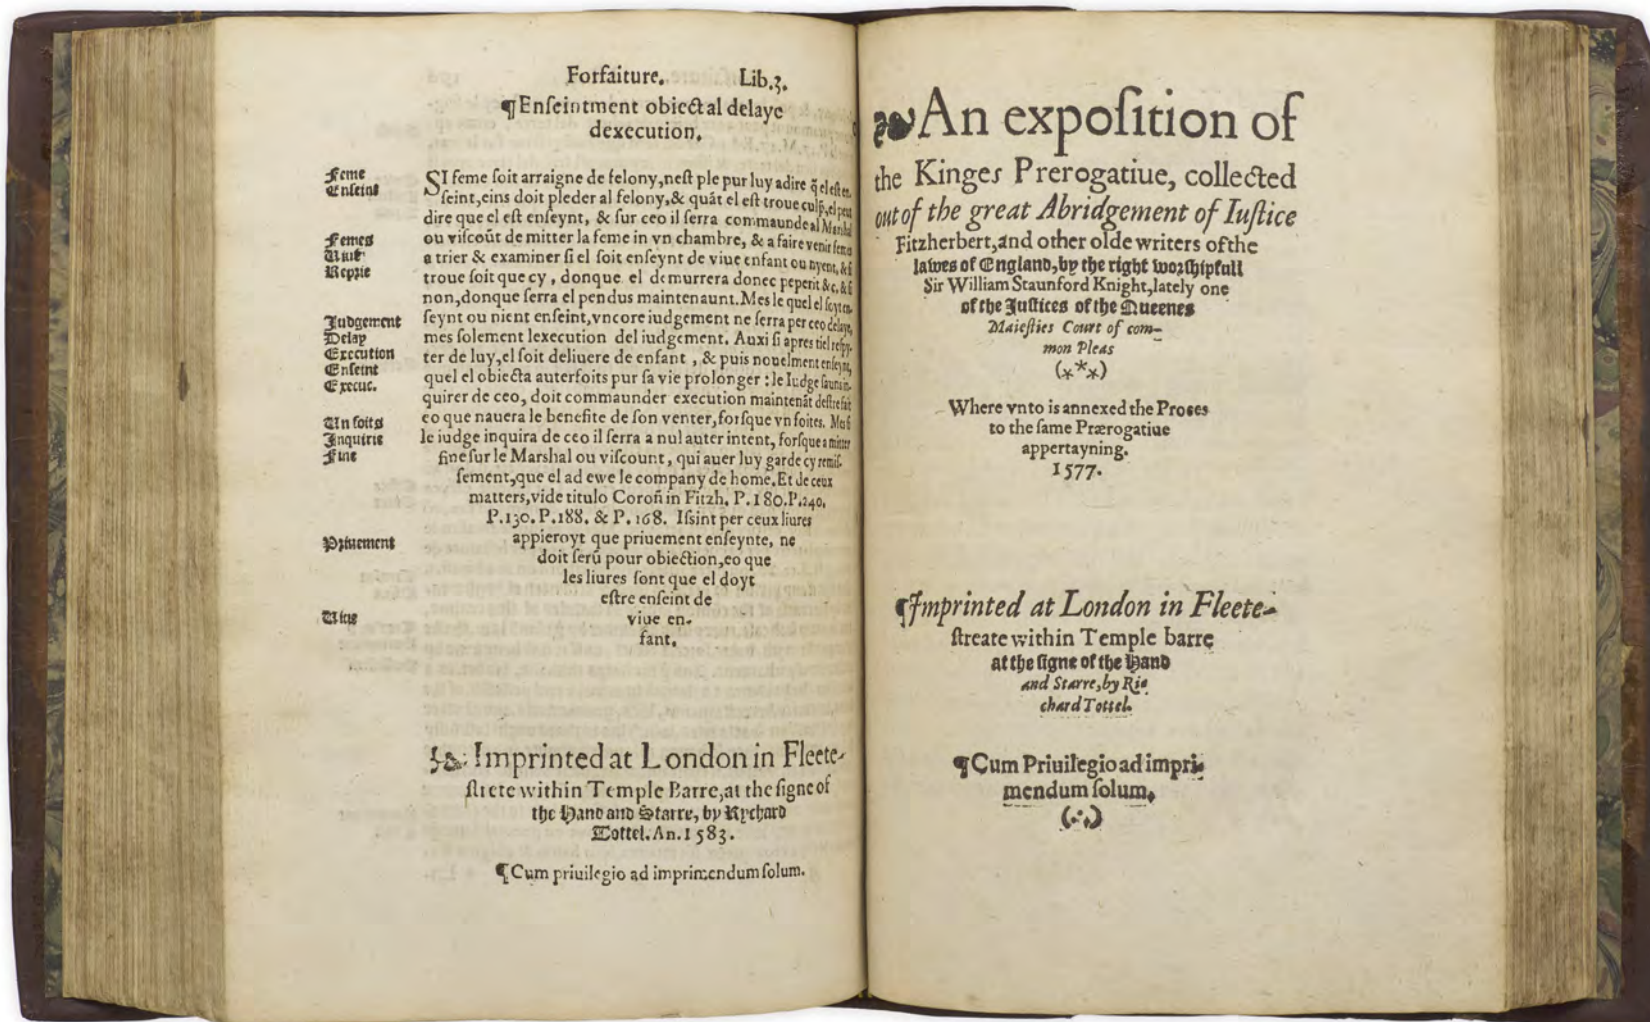 Forfaiture. Lib.3.
¶Enſeintment obiect al delaye
dexecution.
Feme
Enſeint
Femes
Viue
Reprie
Judgement
Delay
Execution
Enſeint
Execuc.
Un foits
Inquirie
Fine
Priuement
Viue
SI feme ſoit arraigne de felony,neſt ple pur luy adire q̃ el eſt en-
ſeint,eins doit pleder al felony,& quãt el eſt troue culp̃,el peut
dire que el eſt enſeynt, & ſur ceo il ſerra commaunde al Marſhal
ou viſcoũt de mitter la feme in vn chambre, & a faire venir femes
a trier & examiner ſi el ſoit enſeynt de viue enfant ou nyent, & ſi
troue ſoit que cy , donque el demurrera donec peperit &c, & ſi
non,donque ſerra el pendus maintenaunt.Mes le quel el ſoyt en-
ſeynt ou nient enſeint,vncore iudgement ne ſerra per ceo delaye,
mes ſolement lexecution del iudgement. Auxi ſi apres tiel reſpy-
ter de luy,el ſoit deliuere de enfant , & puis nouelment enſeynt,
quel el obiecta auterfoits pur ſa vie prolonger : le Iudge ſauns in-
quirer de ceo, doit commaunder execution maintenãt deſtre fait
eo que nauera le benefite de ſon venter,forſque vn foites. Mes ſi
le iudge inquira de ceo il ſerra a nul auter intent, forſque a mitter
fine ſur le Marshal ou viſcount, qui auer luy garde cy remiſ-
ſement,que el ad ewe le company de home.Et de ceux
matters,vide titulo Coroñ in Fitzh. P.180.P.240.
P.130. P.188. & P. 168. Iſsint per ceux liures
appieroyt que priuement enſeynte, ne
doit ſerũ pour obiection,eo que
les liures ſont que el doyt
eſtre enſeint de
viue en-
fant.
Imprinted at London in Fleete-
ſtrete within Temple Barre,at the ſigne of
the Hand and Starre, by Rychard
Tottel.An.1583.
¶Cum priuilegio ad imprimendum ſolum.
An expoſition of
the Kinges Prerogatiue, collected
out of the great Abridgement of Iuſtice
Fitzherbert,and other olde writers of the
lawes of England,by the right worſhipfull
Sir William Staunford Knight,lately one
of the Juſtices of the Queenes
Maieſties Court of com-
mon Pleas
(***)
Where vnto is annexed the Proces
to the ſame Prærogatiue
appertayning.
1577.
¶Imprinted at London in Fleete-
ſtreate within Temple barre
at the ſigne of the Hand
and Starre,by Ri-
chard Tottel.
¶Cum Priuilegio ad impri-
mendum ſolum.